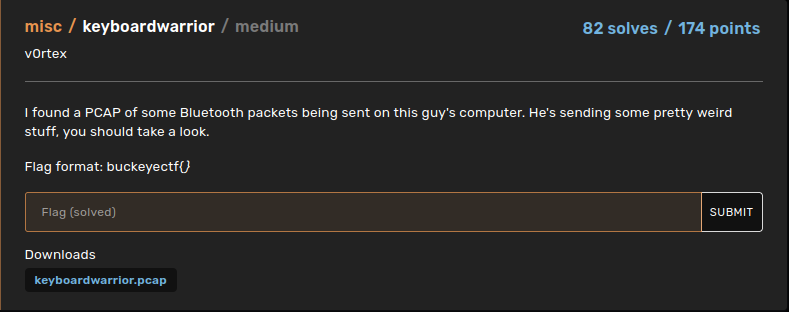 misc / keyboardwarrior / medium
82 solves / 174 points
v0rtex
I found a PCAP of some Bluetooth packets being sent on this guy's computer. He's sending some pretty weird
stuff, you should take a look.
Flag format: buckeyectf{}
Flag (solved)
SUBMIT
Downloads
keyboardwarrior.pcap